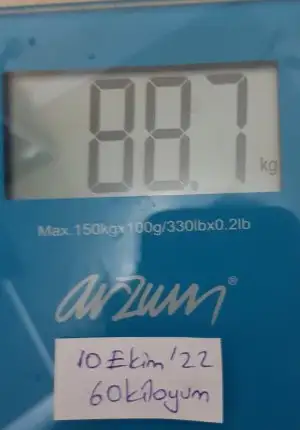 88.7 kg
Max.150kgx100g/330lbx0.2lb
arzum®
10 Ekim '22
60 kiloyum